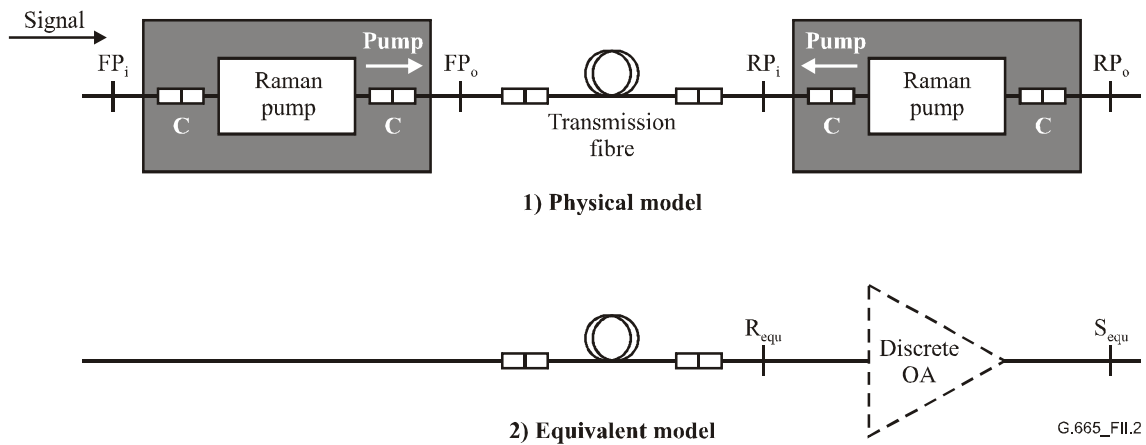 Signal
FPi
Raman
pump
Pump
C
C
FPo
Transmission
fibre
RPi
Pump
Raman
pump
C
C
RPo
1) Physical model
Requ
Discrete
OA
Sequ
2) Equivalent model
G.665_FII.2